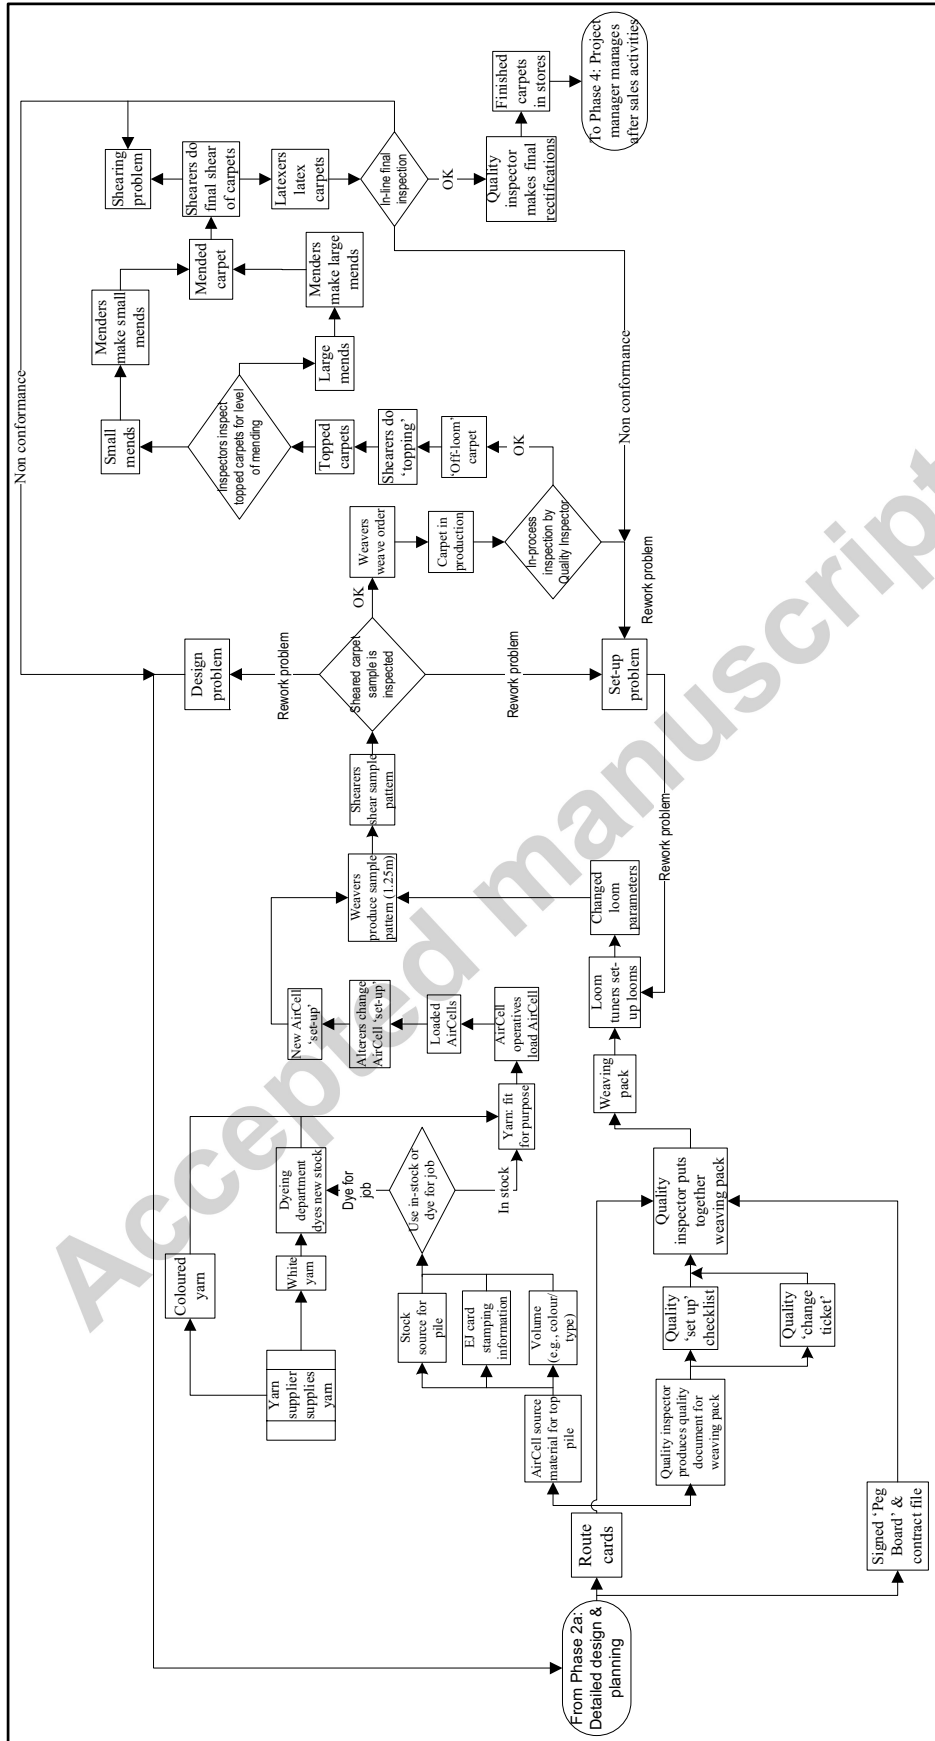 From Phase 2a:
Detailed design &
planning
Route
cards
Signed ‘Peg
Board’ &
contract file
AirCell source
material for top
pile
Quality inspector
produces quality
document for
weaving pack
Stock
source for
pile
EJ card
stamping
information
Volume
(e.g., colour/
type)
Quality
‘set up’
checklist
Quality
‘change
ticket’
Yarn
supplier
supplies
yarn
Coloured
yarn
White
yarn
Dyeing
department
dyes new stock
Dye for
job
Use in-stock or
dye for job
In stock
Yarn: fit
for purpose
AirCell
operatives
load AirCell
Loaded
AirCells
Alterers change
AirCell ‘set-up’
New AirCell
‘set-up’
Quality
inspector puts
together
weaving pack
Weaving
pack
Loom
tuners set-
up looms
Changed
loom
parameters
Weavers
produce sample
pattern (1.25m)
Shearers
shear sample
pattern
Sheared carpet
sample is
inspected
Rework problem
Design
problem
Rework problem
Set-up
problem
Rework problem
OK
Weavers
weave order
Carpet in
production
In-process
inspection by
Quality Inspector
Rework problem
OK
‘Off-loom’
carpet
Shearers do
‘topping’
Topped
carpets
Inspectors inspect
topped carpets for level
of mending
Small
mends
Menders
make small
mends
Large
mends
Menders
make large
mends
Mended
carpet
Shearers do
final shear
of carpets
Shearing
problem
Latexers
latex
carpets
In-line final
inspection
Non conformance
Non conformance
OK
Quality
inspector
makes final
rectifications
Finished
carpets
in stores
To Phase 4: Project
manager manages
after sales activities
Accepted manuscript